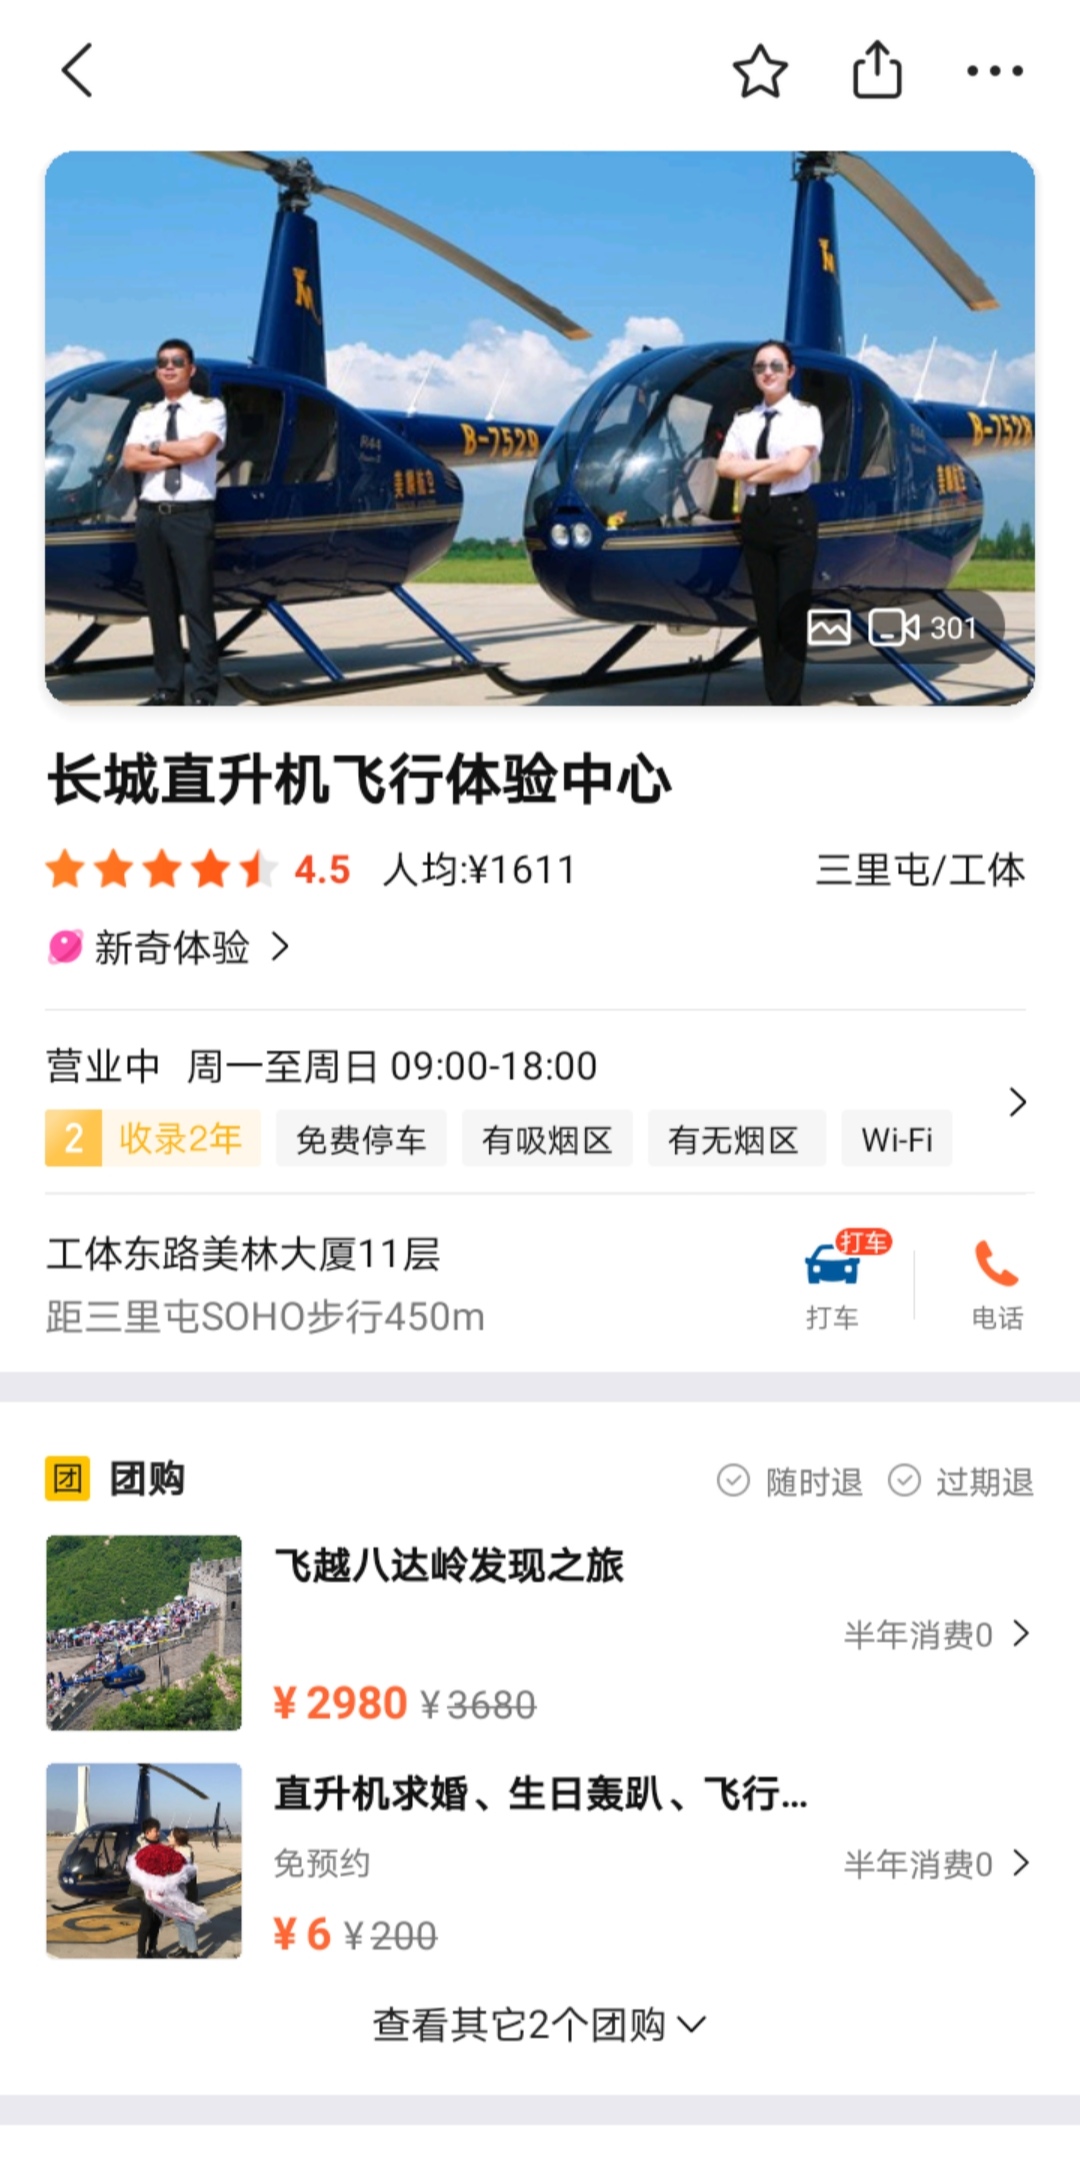 B-7529
B-7528
R44
美鹏航空
301
长城直升机飞行体验中心
4.5 人均:¥1611 三里屯/工体
新奇体验
营业中 周一至周日 09:00-18:00
2 收录2年 免费停车 有吸烟区 有无烟区 Wi-Fi
工体东路美林大厦11层
距三里屯SOHO步行450m
打车
打车
电话
团 团购 随时退 过期退
飞越八达岭发现之旅
半年消费0
¥2980 ¥3680
直升机求婚、生日轰趴、飞行...
免预约 半年消费0
¥6 ¥200
查看其它2个团购